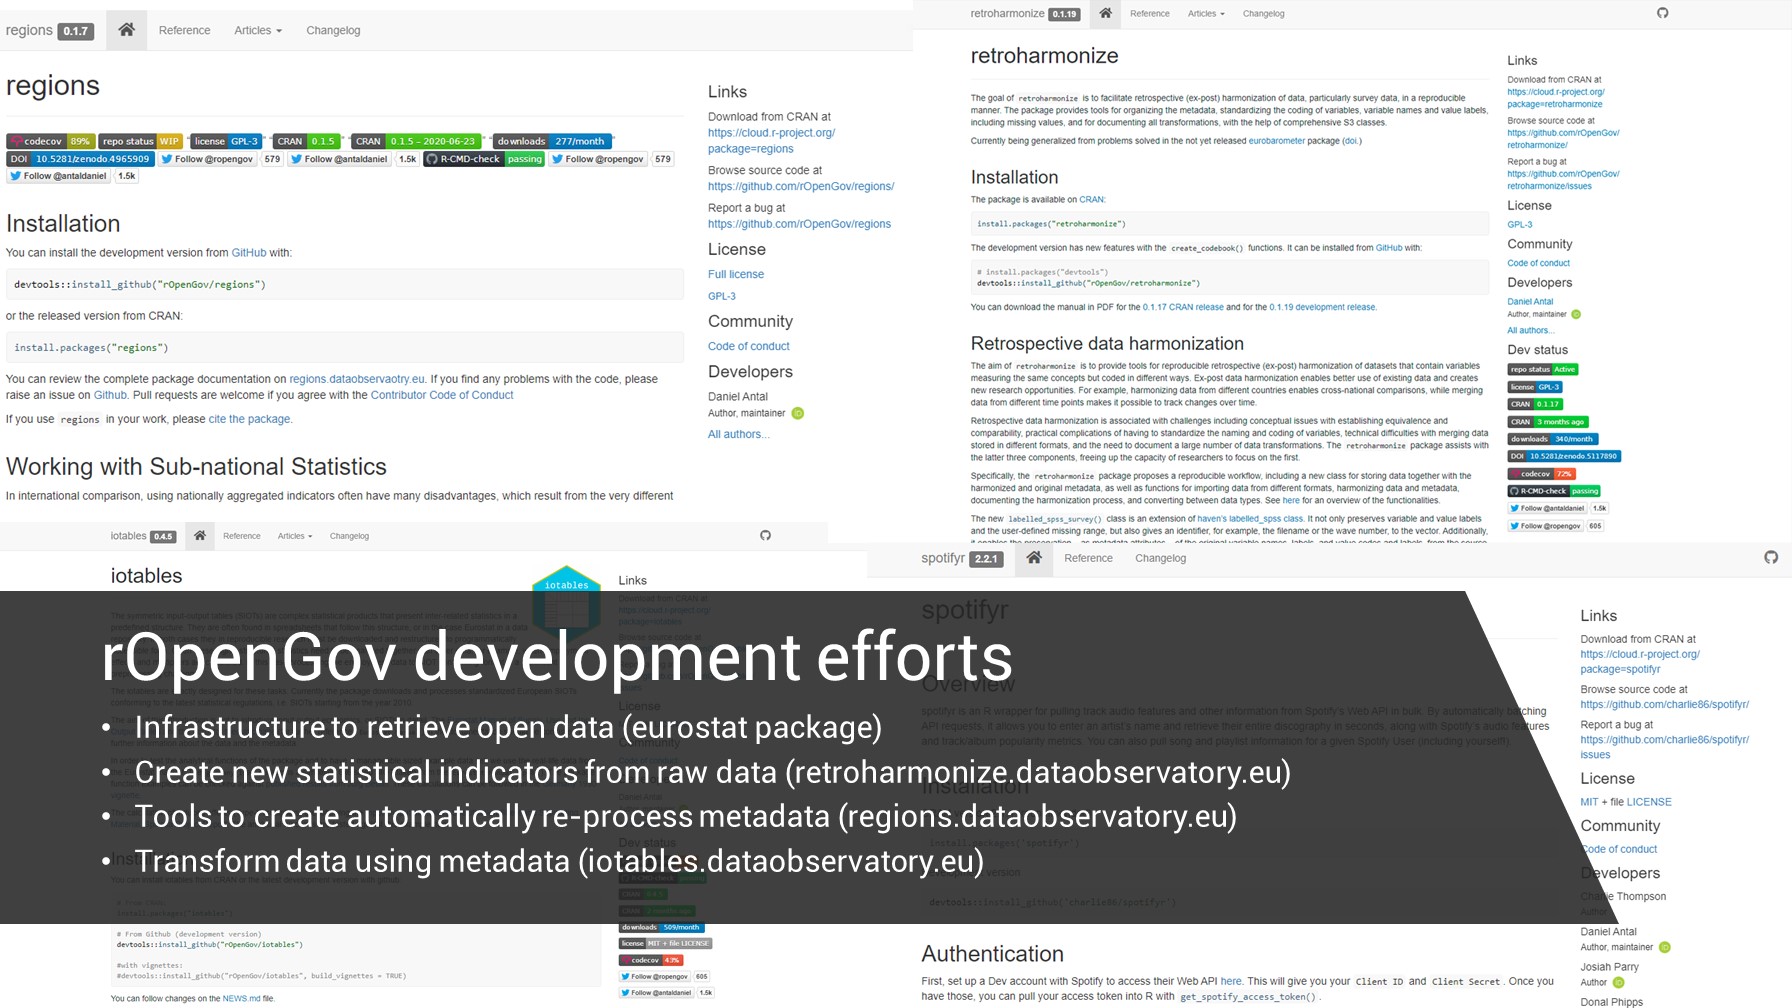 regions 0.1.7 Reference Articles Changelog
regions
codecov 89% repo status WIP license GPL-3 CRAN 0.1.5 CRAN 0.1.5 – 2020-06-23 downloads 277/month
DOI 10.5281/zenodo.4965909 Follow @ropengov 579 Follow @antaldaniel 1.5k R-CMD-check passing Follow @ropengov 579
Follow @antaldaniel 1.5k
Installation
You can install the development version from GitHub with:
devtools::install_github("rOpenGov/regions")
or the released version from CRAN:
install.packages("regions")
You can review the complete package documentation on regions.dataobservaotry.eu. If you find any problems with the code, please
raise an issue on Github. Pull requests are welcome if you agree with the Contributor Code of Conduct
If you use regions in your work, please cite the package.
Working with Sub-national Statistics
In international comparison, using nationally aggregated indicators often have many disadvantages, which result from the very different
Links
Download from CRAN at
https://cloud.r-project.org/
package=regions
Browse source code at
https://github.com/rOpenGov/regions/
Report a bug at
https://github.com/rOpenGov/regions
License
Full license
GPL-3
Community
Code of conduct
Developers
Daniel Antal
Author, maintainer
All authors...
retroharmonize 0.1.19 Reference Articles Changelog
retroharmonize
The goal of retroharmonize is to facilitate retrospective (ex-post) harmonization of data, particularly survey data, in a reproducible
manner. The package provides tools for organizing the metadata, standardizing the coding of variables, variable names and value labels,
including missing values, and for documenting all transformations, with the help of comprehensive S3 classes.
Currently being generalized from problems solved in the not yet released eurobarometer package (doi.)
Installation
The package is available on CRAN:
install.packages("retroharmonize")
The development version has new features with the create_codebook() functions. It can be installed from GitHub with:
# install.packages("devtools")
devtools::install_github("rOpenGov/retroharmonize")
You can download the manual in PDF for the 0.1.17 CRAN release and for the 0.1.19 development release.
Retrospective data harmonization
The aim of retroharmonize is to provide tools for reproducible retrospective (ex-post) harmonization of datasets that contain variables
measuring the same concepts but coded in different ways. Ex-post data harmonization enables better use of existing data and creates
new research opportunities. For example, harmonizing data from different countries enables cross-national comparisons, while merging
data from different time points makes it possible to track changes over time.
Retrospective data harmonization is associated with challenges including conceptual issues with establishing equivalence and
comparability, practical complications of having to standardize the naming and coding of variables, technical difficulties with merging data
stored in different formats, and the need to document a large number of data transformations. The retroharmonize package assists with
the latter three components, freeing up the capacity of researchers to focus on the first.
Specifically, the retroharmonize package proposes a reproducible workflow, including a new class for storing data together with the
harmonized and original metadata, as well as functions for importing data from different formats, harmonizing data and metadata,
documenting the harmonization process, and converting between data types. See here for an overview of the functionalities.
The new labelled_spss_survey() class is an extension of haven's labelled_spss class. It not only preserves variable and value labels
and the user-defined missing range, but also gives an identifier, for example, the filename or the wave number, to the vector. Additionally,
Links
Download from CRAN at
https://cloud.r-project.org/
package=retroharmonize
Browse source code at
https://github.com/rOpenGov/
retroharmonize/
Report a bug at
https://github.com/rOpenGov/
retroharmonize/issues
License
GPL-3
Community
Code of conduct
Developers
Daniel Antal
Author, maintainer
All authors...
Dev status
repo status Active
license GPL-3
CRAN 0.1.17
CRAN 3 months ago
downloads 340/month
DOI 10.5281/zenodo.5117890
codecov 72%
R-CMD-check passing
Follow @antaldaniel 1.5k
Follow @ropengov 605
iotables 0.4.5 Reference Articles Changelog
iotables
iotables
Links
spotifyr 2.2.1 Reference Changelog
spotifyr
rOpenGov development efforts
• Infrastructure to retrieve open data (eurostat package)
• Create new statistical indicators from raw data (retroharmonize.dataobservatory.eu)
• Tools to create automatically re-process metadata (regions.dataobservatory.eu)
• Transform data using metadata (iotables.dataobservatory.eu)
# From Github (development version)
devtools::install_github("rOpenGov/iotables")
#with vignettes:
#devtools::install_github("rOpenGov/iotables", build_vignettes = TRUE)
You can follow changes on the NEWS.md file.
downloads 509/month
license MIT + file LICENSE
codecov 43%
Follow @ropengov 605
Follow @antaldaniel 1.5k
Overview
devtools::install_github('charlie86/spotifyr')
Authentication
First, set up a Dev account with Spotify to access their Web API here. This will give you your Client ID and Client Secret. Once you
have those, you can pull your access token into R with get_spotify_access_token().
Links
Download from CRAN at
https://cloud.r-project.org/
package=spotifyr
Browse source code at
https://github.com/charlie86/spotifyr/
Report a bug at
https://github.com/charlie86/spotifyr/
issues
License
MIT + file LICENSE
Community
Code of conduct
Developers
Charlie Thompson
Author
Daniel Antal
Author, maintainer
Josiah Parry
Author
Donal Phipps